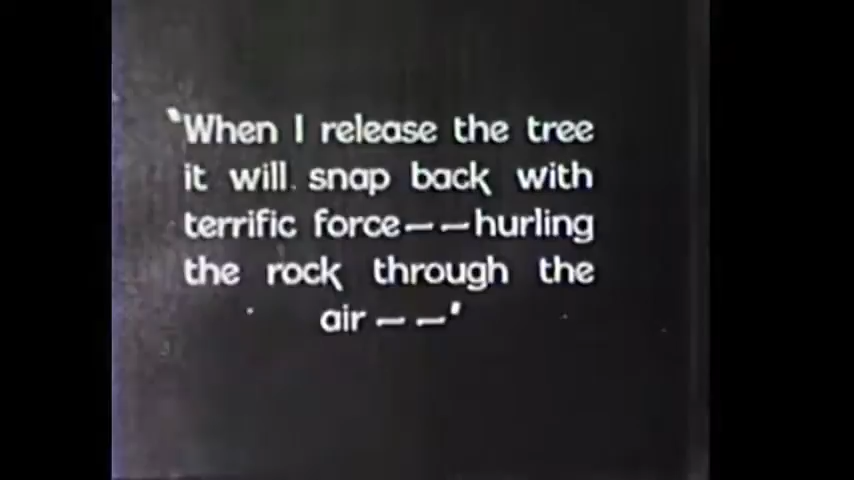 "When I release the tree
it will snap back with
terrific force——hurling
the rock through the
air——"